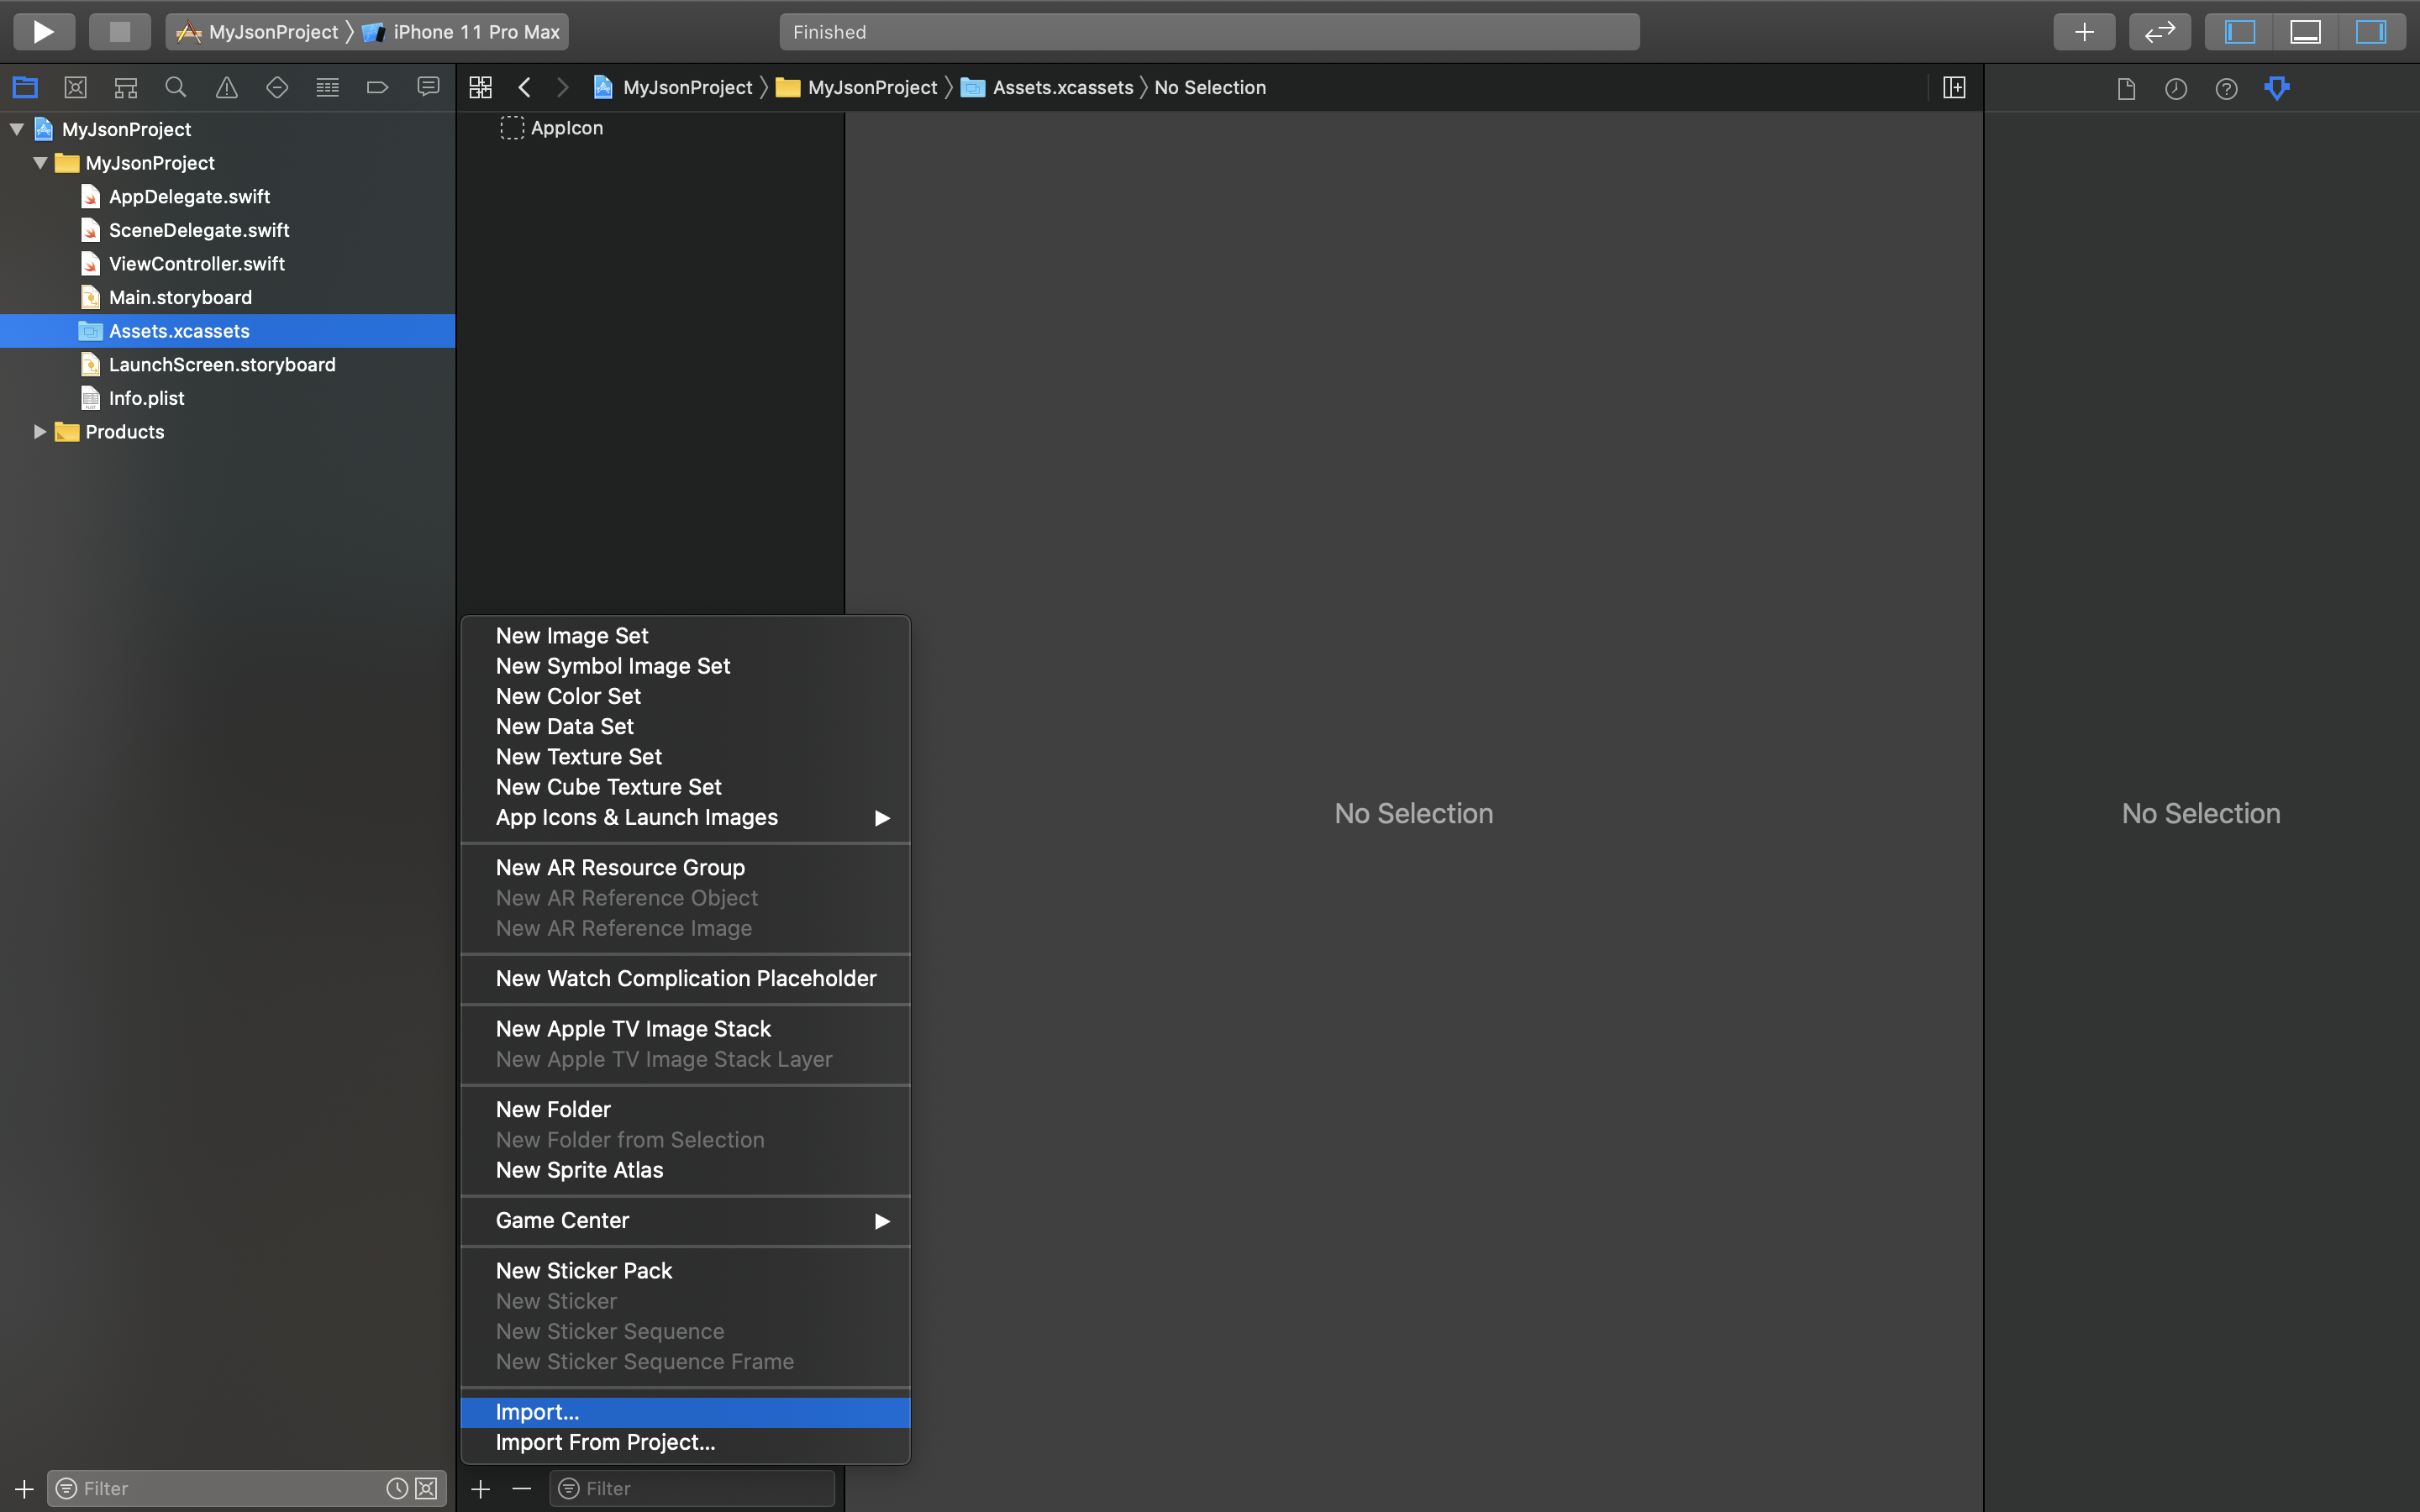 MyJsonProject 〉 iPhone 11 Pro Max
Finished
MyJsonProject 〉 MyJsonProject 〉 Assets.xcassets 〉 No Selection
MyJsonProject
MyJsonProject
AppDelegate.swift
SceneDelegate.swift
ViewController.swift
Main.storyboard
Assets.xcassets
LaunchScreen.storyboard
Info.plist
Products
AppIcon
New Image Set
New Symbol Image Set
New Color Set
New Data Set
New Texture Set
New Cube Texture Set
App Icons & Launch Images
New AR Resource Group
New AR Reference Object
New AR Reference Image
New Watch Complication Placeholder
New Apple TV Image Stack
New Apple TV Image Stack Layer
New Folder
New Folder from Selection
New Sprite Atlas
Game Center
New Sticker Pack
New Sticker
New Sticker Sequence
New Sticker Sequence Frame
Import...
Import From Project...
No Selection
No Selection
Filter
Filter